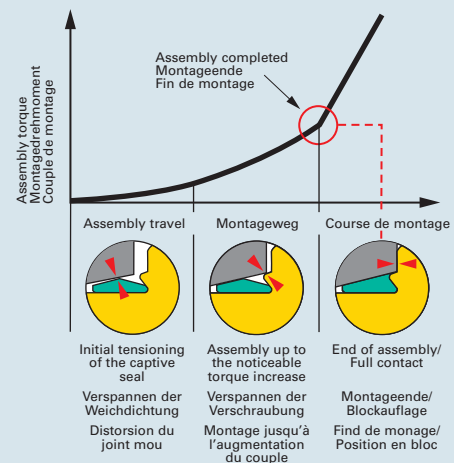 Assembly completed
Montageende
Fin de montage
Assembly torque
Montagedrehmoment
Couple de montage
Assembly travel
Montageweg
Course de montage
Initial tensioning
of the captive
seal
Verspannen der
Weichdichtung
Distorsion du
joint mou
Assembly up to
the noticeable
torque increase
Verspannen der
Verschraubung
Montage jusqu'à
l'augmentation
du couple
End of assembly/
Full contact
Montageende/
Blockauflage
Find de monage/
Position en bloc